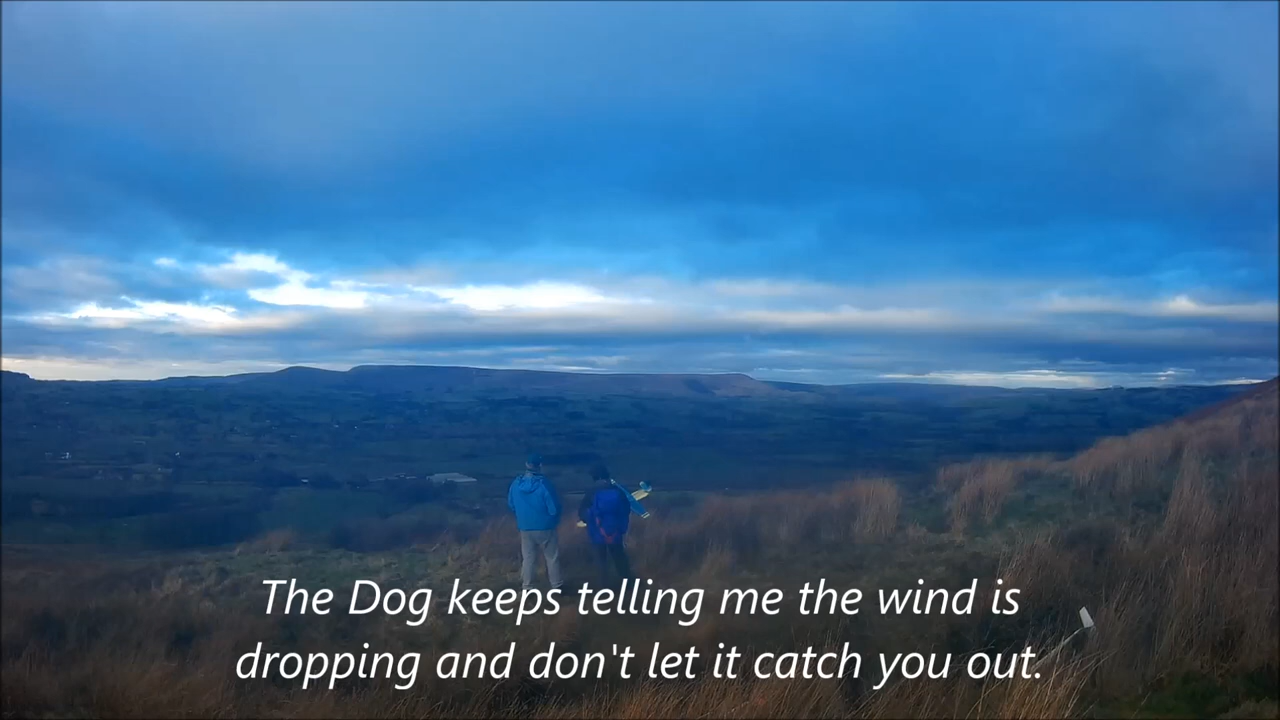 The Dog keeps telling me the wind is
dropping and don't let it catch you out.